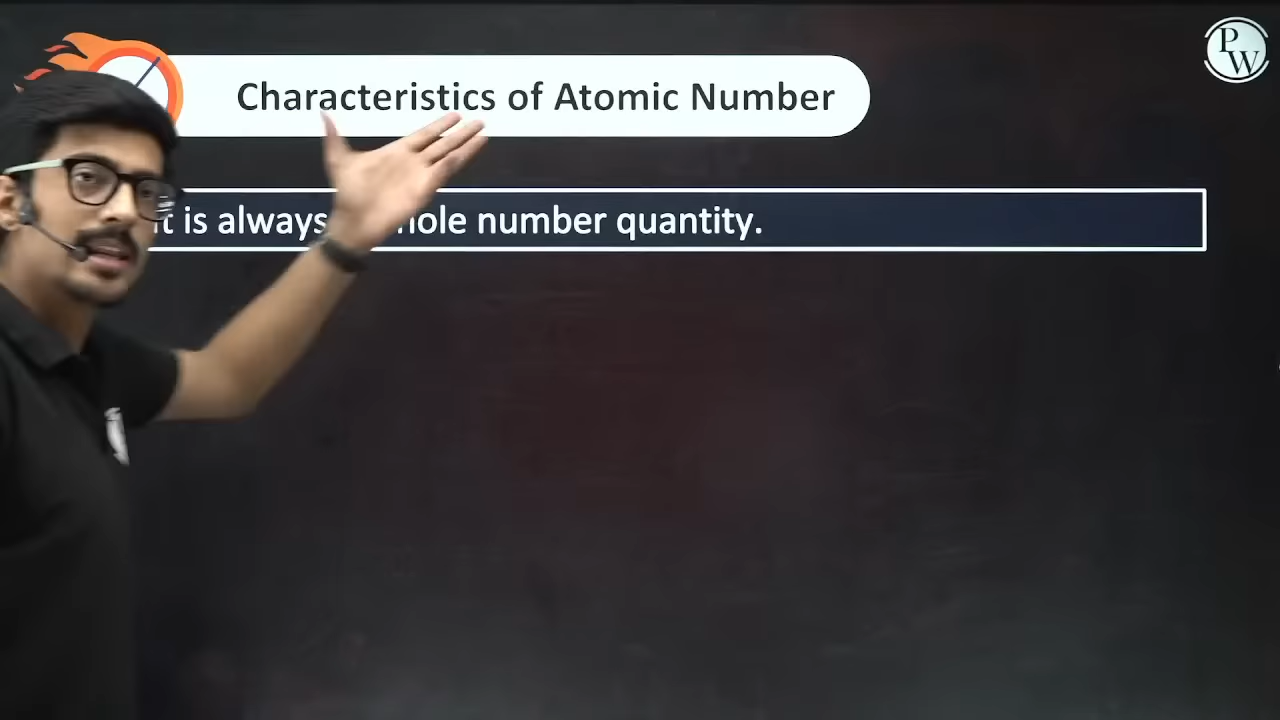 PW
Characteristics of Atomic Number
is always number quantity.